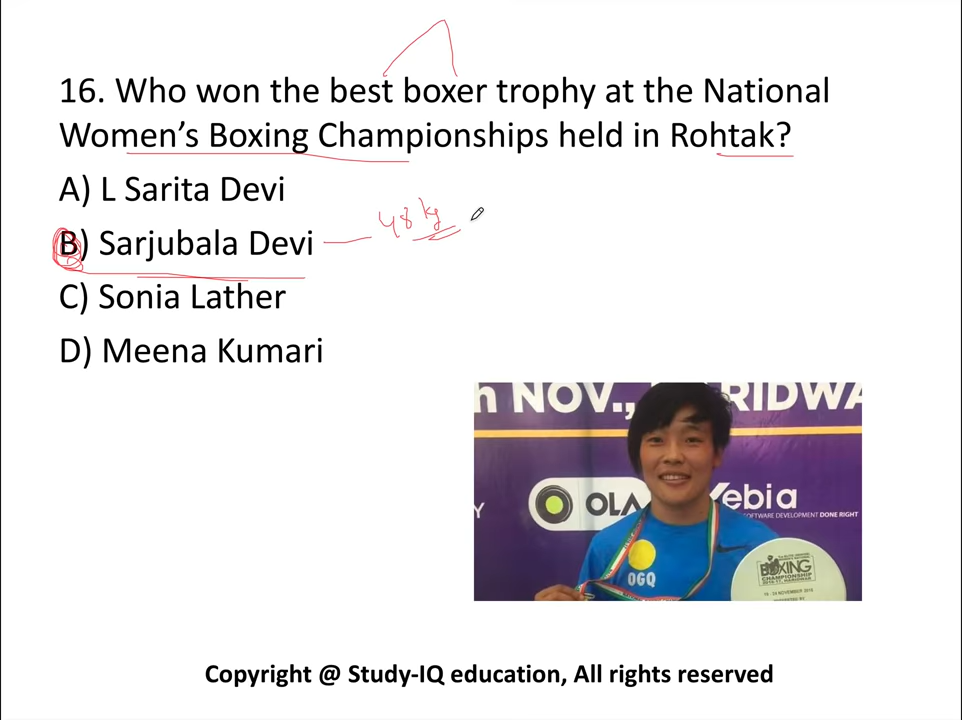 16. Who won the best boxer trophy at the National
Women’s Boxing Championships held in Rohtak?
A) L Sarita Devi
B) Sarjubala Devi
48 kg
C) Sonia Lather
D) Meena Kumari
h NOV.,
RIDWA
OLA
Xebia
SOFTWARE DEVELOPMENT DONE RIGHT
Y
OGQ
BOXING
CHAMPIONSHIP
Copyright @ Study-IQ education, All rights reserved